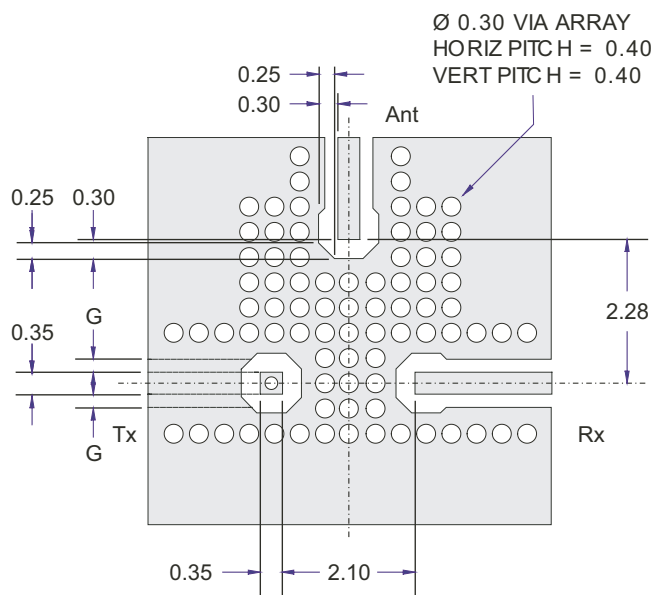 Ø 0.30 VIA ARRAY
HORIZ PITCH = 0.40
VERT PITCH = 0.40
0.25
0.30
Ant
0.25 0.30
G
0.35
2.28
Tx
G
Rx
0.35
2.10